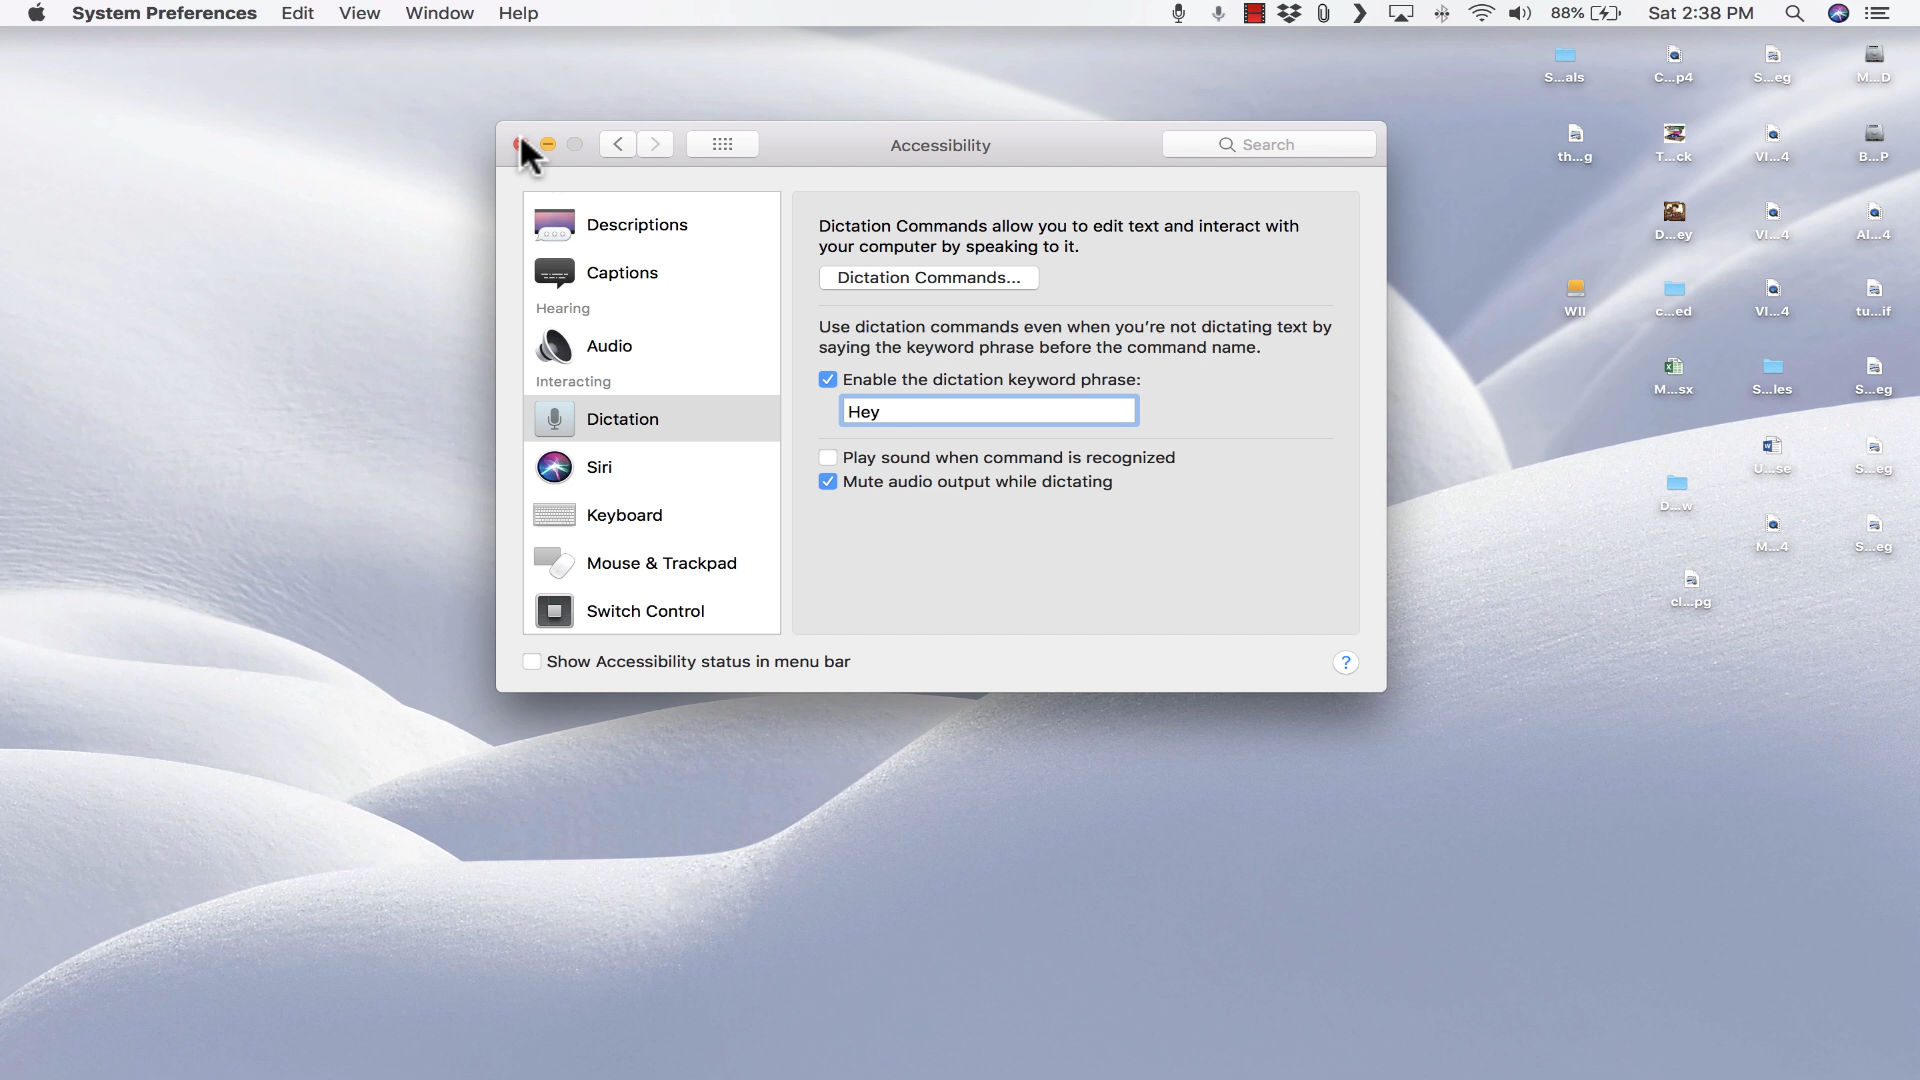 System Preferences Edit View Window Help 88% Sat 2:38 PM
S...als C...p4 S...eg M...D
th...g T...ck VI...4 B...P
D...ey VI...4 AI...4
WII c...ed VI...4 tu...if
M...sx S...les S...eg
U...se S...eg
D...w
M...4 S...eg
cl...pg
Accessibility
Search
Descriptions
Captions
Hearing
Audio
Interacting
Dictation
Siri
Keyboard
Mouse & Trackpad
Switch Control
Dictation Commands allow you to edit text and interact with
your computer by speaking to it.
Dictation Commands...
Use dictation commands even when you're not dictating text by
saying the keyword phrase before the command name.
Enable the dictation keyword phrase:
Hey
Play sound when command is recognized
Mute audio output while dictating
Show Accessibility status in menu bar
?